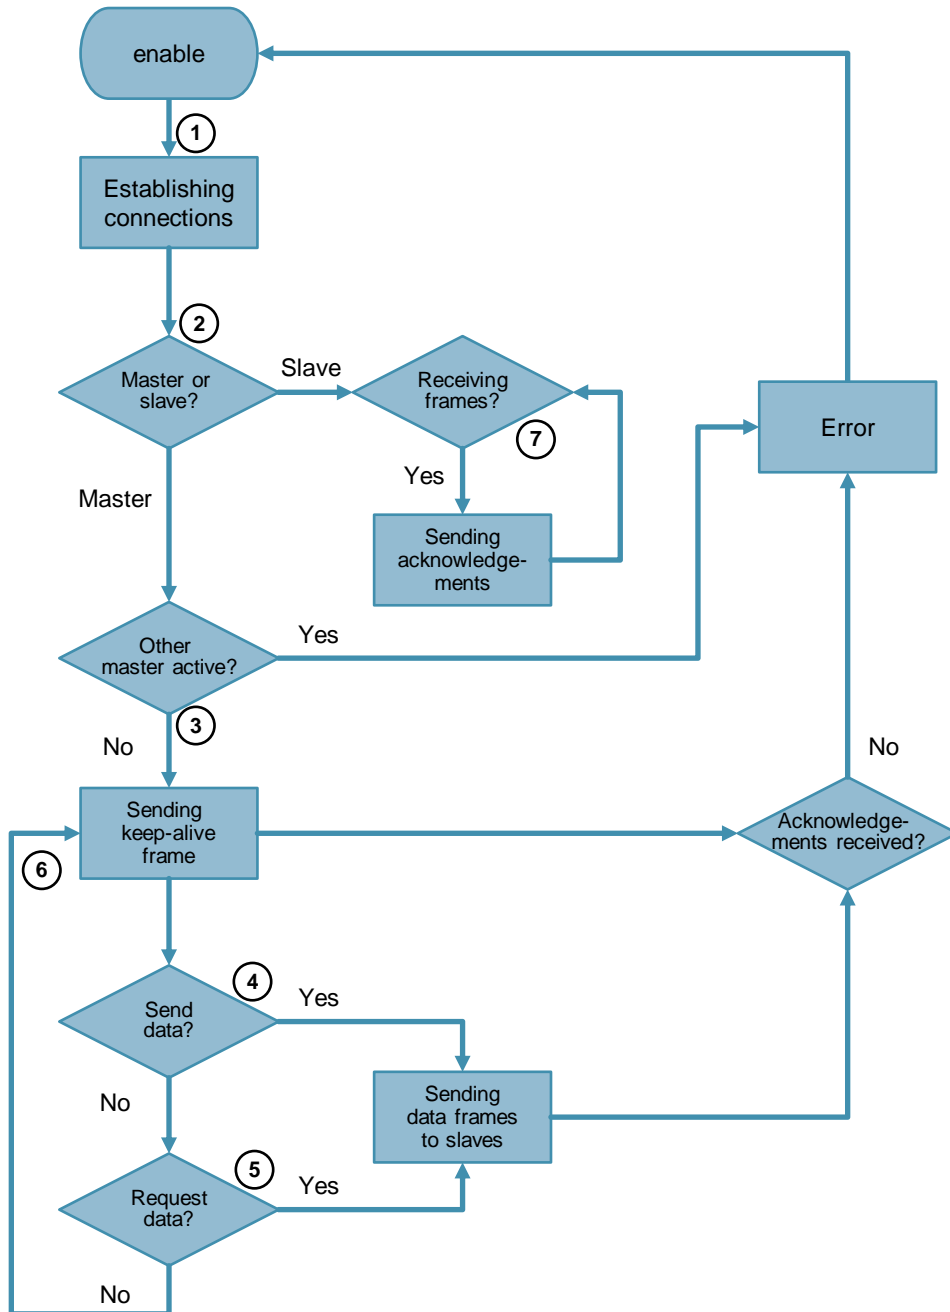 enable
1
Establishing
connections
2
Master or
slave?
Slave
Receiving
frames?
7
Yes
Sending
acknowledge-
ments
Error
Master
Other
master active?
Yes
3
No
Sending
keep-alive
frame
6
No
Acknowledge-
ments received?
Send
data?
4
Yes
No
Sending
data frames
to slaves
Request
data?
5
Yes
No